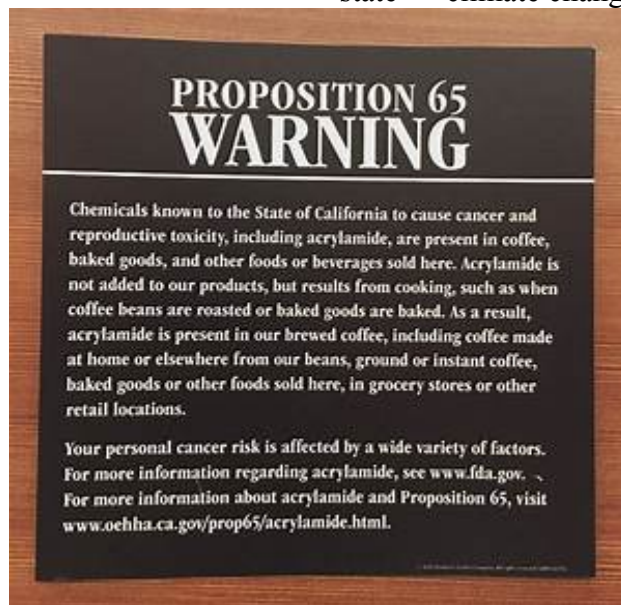 state
climate chang
PROPOSITION 65
WARNING
Chemicals known to the State of California to cause cancer and
reproductive toxicity, including acrylamide, are present in coffee,
baked goods, and other foods or beverages sold here. Acrylamide is
not added to our products, but results from cooking, such as when
coffee beans are roasted or baked goods are baked. As a result,
acrylamide is present in our brewed coffee, including coffee made
at home or elsewhere from our beans, ground or instant coffee,
baked goods or other foods sold here, in grocery stores or other
retail locations.
Your personal cancer risk is affected by a wide variety of factors.
For more information regarding acrylamide, see www.fda.gov.
For more information about acrylamide and Proposition 65, visit
www.oehha.ca.gov/prop65/acrylamide.html.